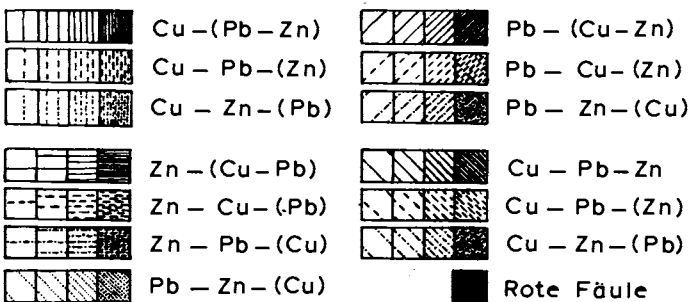 Cu – (Pb – Zn)
Cu – Pb – (Zn)
Cu – Zn – (Pb)
Zn – (Cu – Pb)
Zn – Cu – (Pb)
Zn – Pb – (Cu)
Pb – Zn – (Cu)
Pb – (Cu – Zn)
Pb – Cu – (Zn)
Pb – Zn – (Cu)
Cu – Pb – Zn
Cu – Pb – (Zn)
Cu – Zn – (Pb)
Rote Fäule